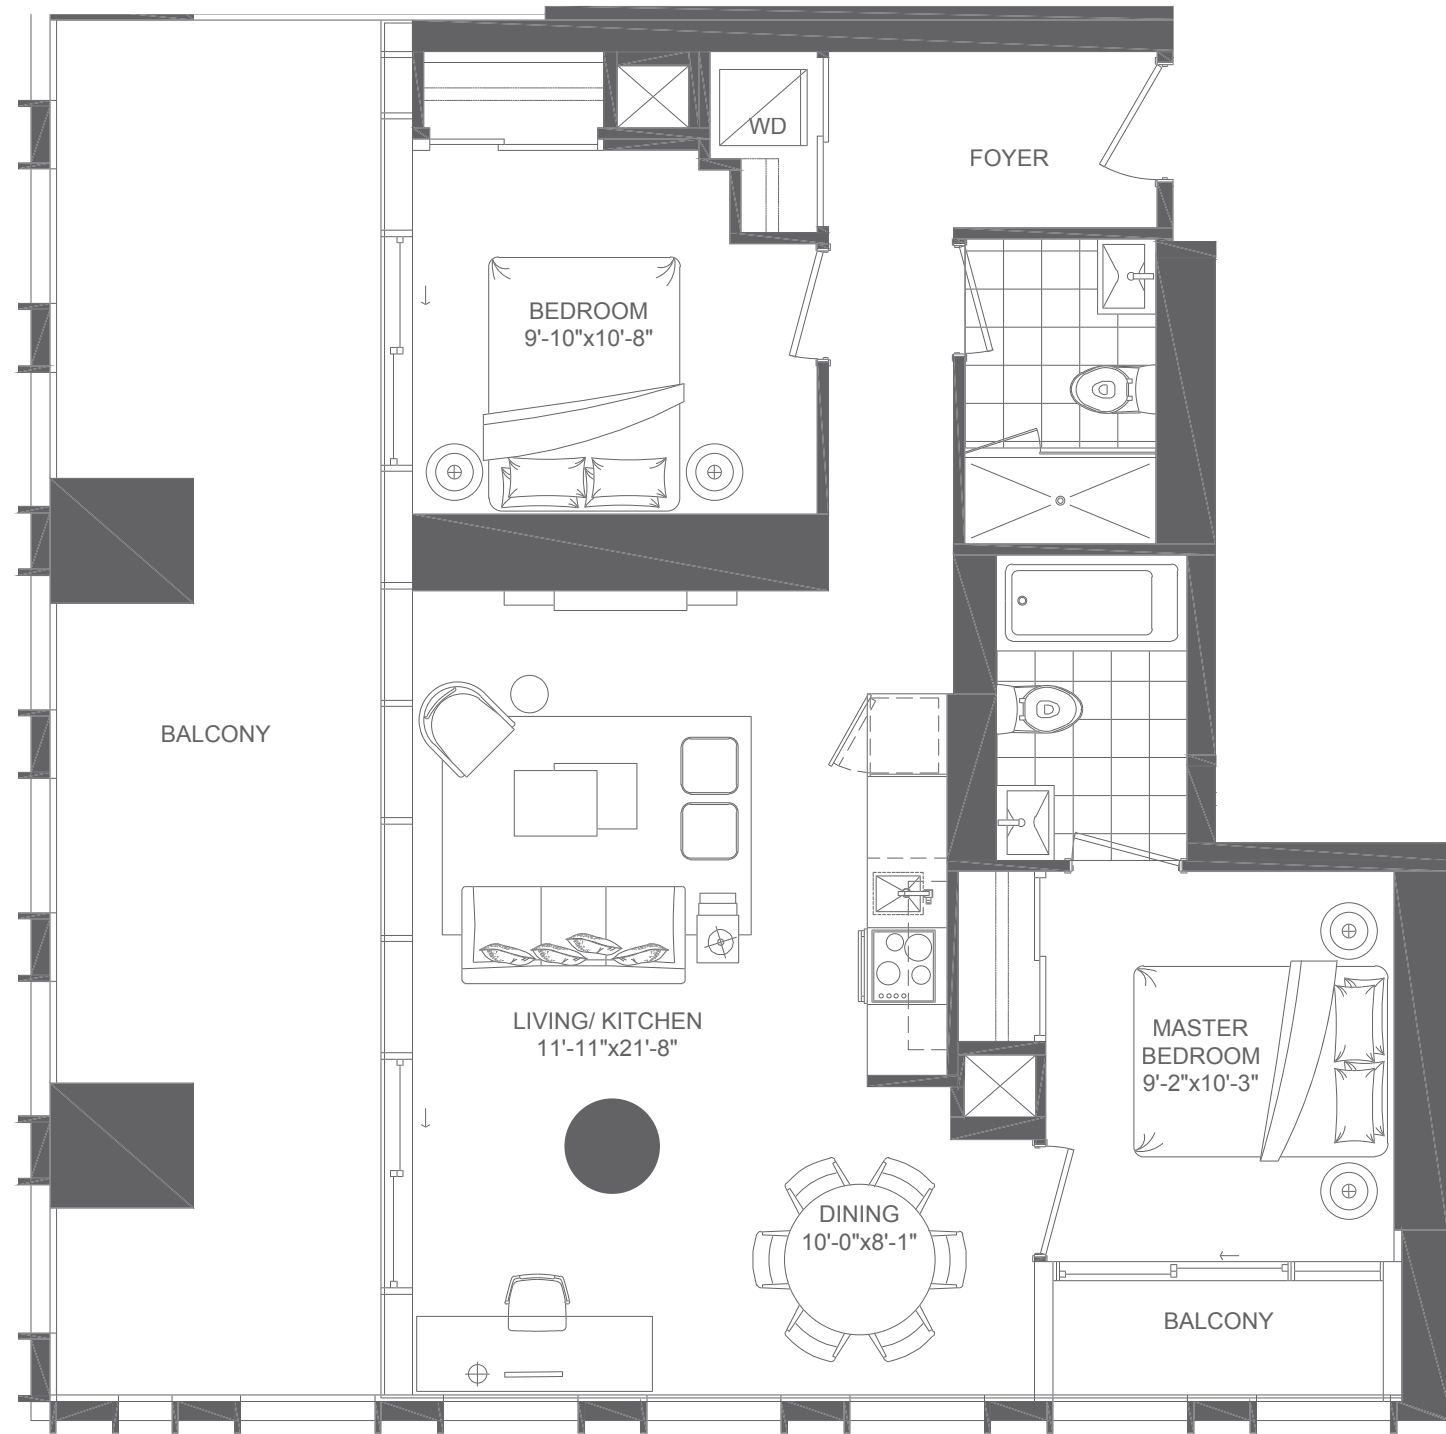 WD
FOYER
BEDROOM
9'-10"x10'-8"
BALCONY
LIVING/ KITCHEN
11'-11"x21'-8"
MASTER
BEDROOM
9'-2"x10'-3"
DINING
10'-0"x8'-1"
BALCONY